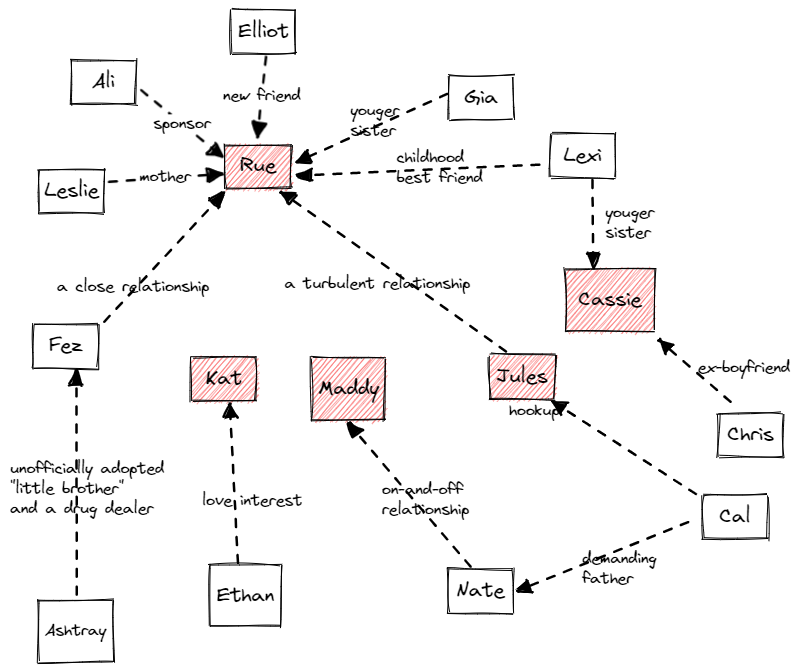 Elliot
Ali
Gia
new friend
youger
sister
sponsor
Rue
childhood
best friend
Lexi
mother
Leslie
youger
sister
a close relationship
a turbulent relationship
Cassie
Fez
Kat
Maddy
Jules
hookup
ex-boyfriend
Chris
unofficially adopted
"little brother"
and a drug dealer
love interest
on-and-off
relationship
Cal
demanding
father
Ethan
Nate
Ashtray